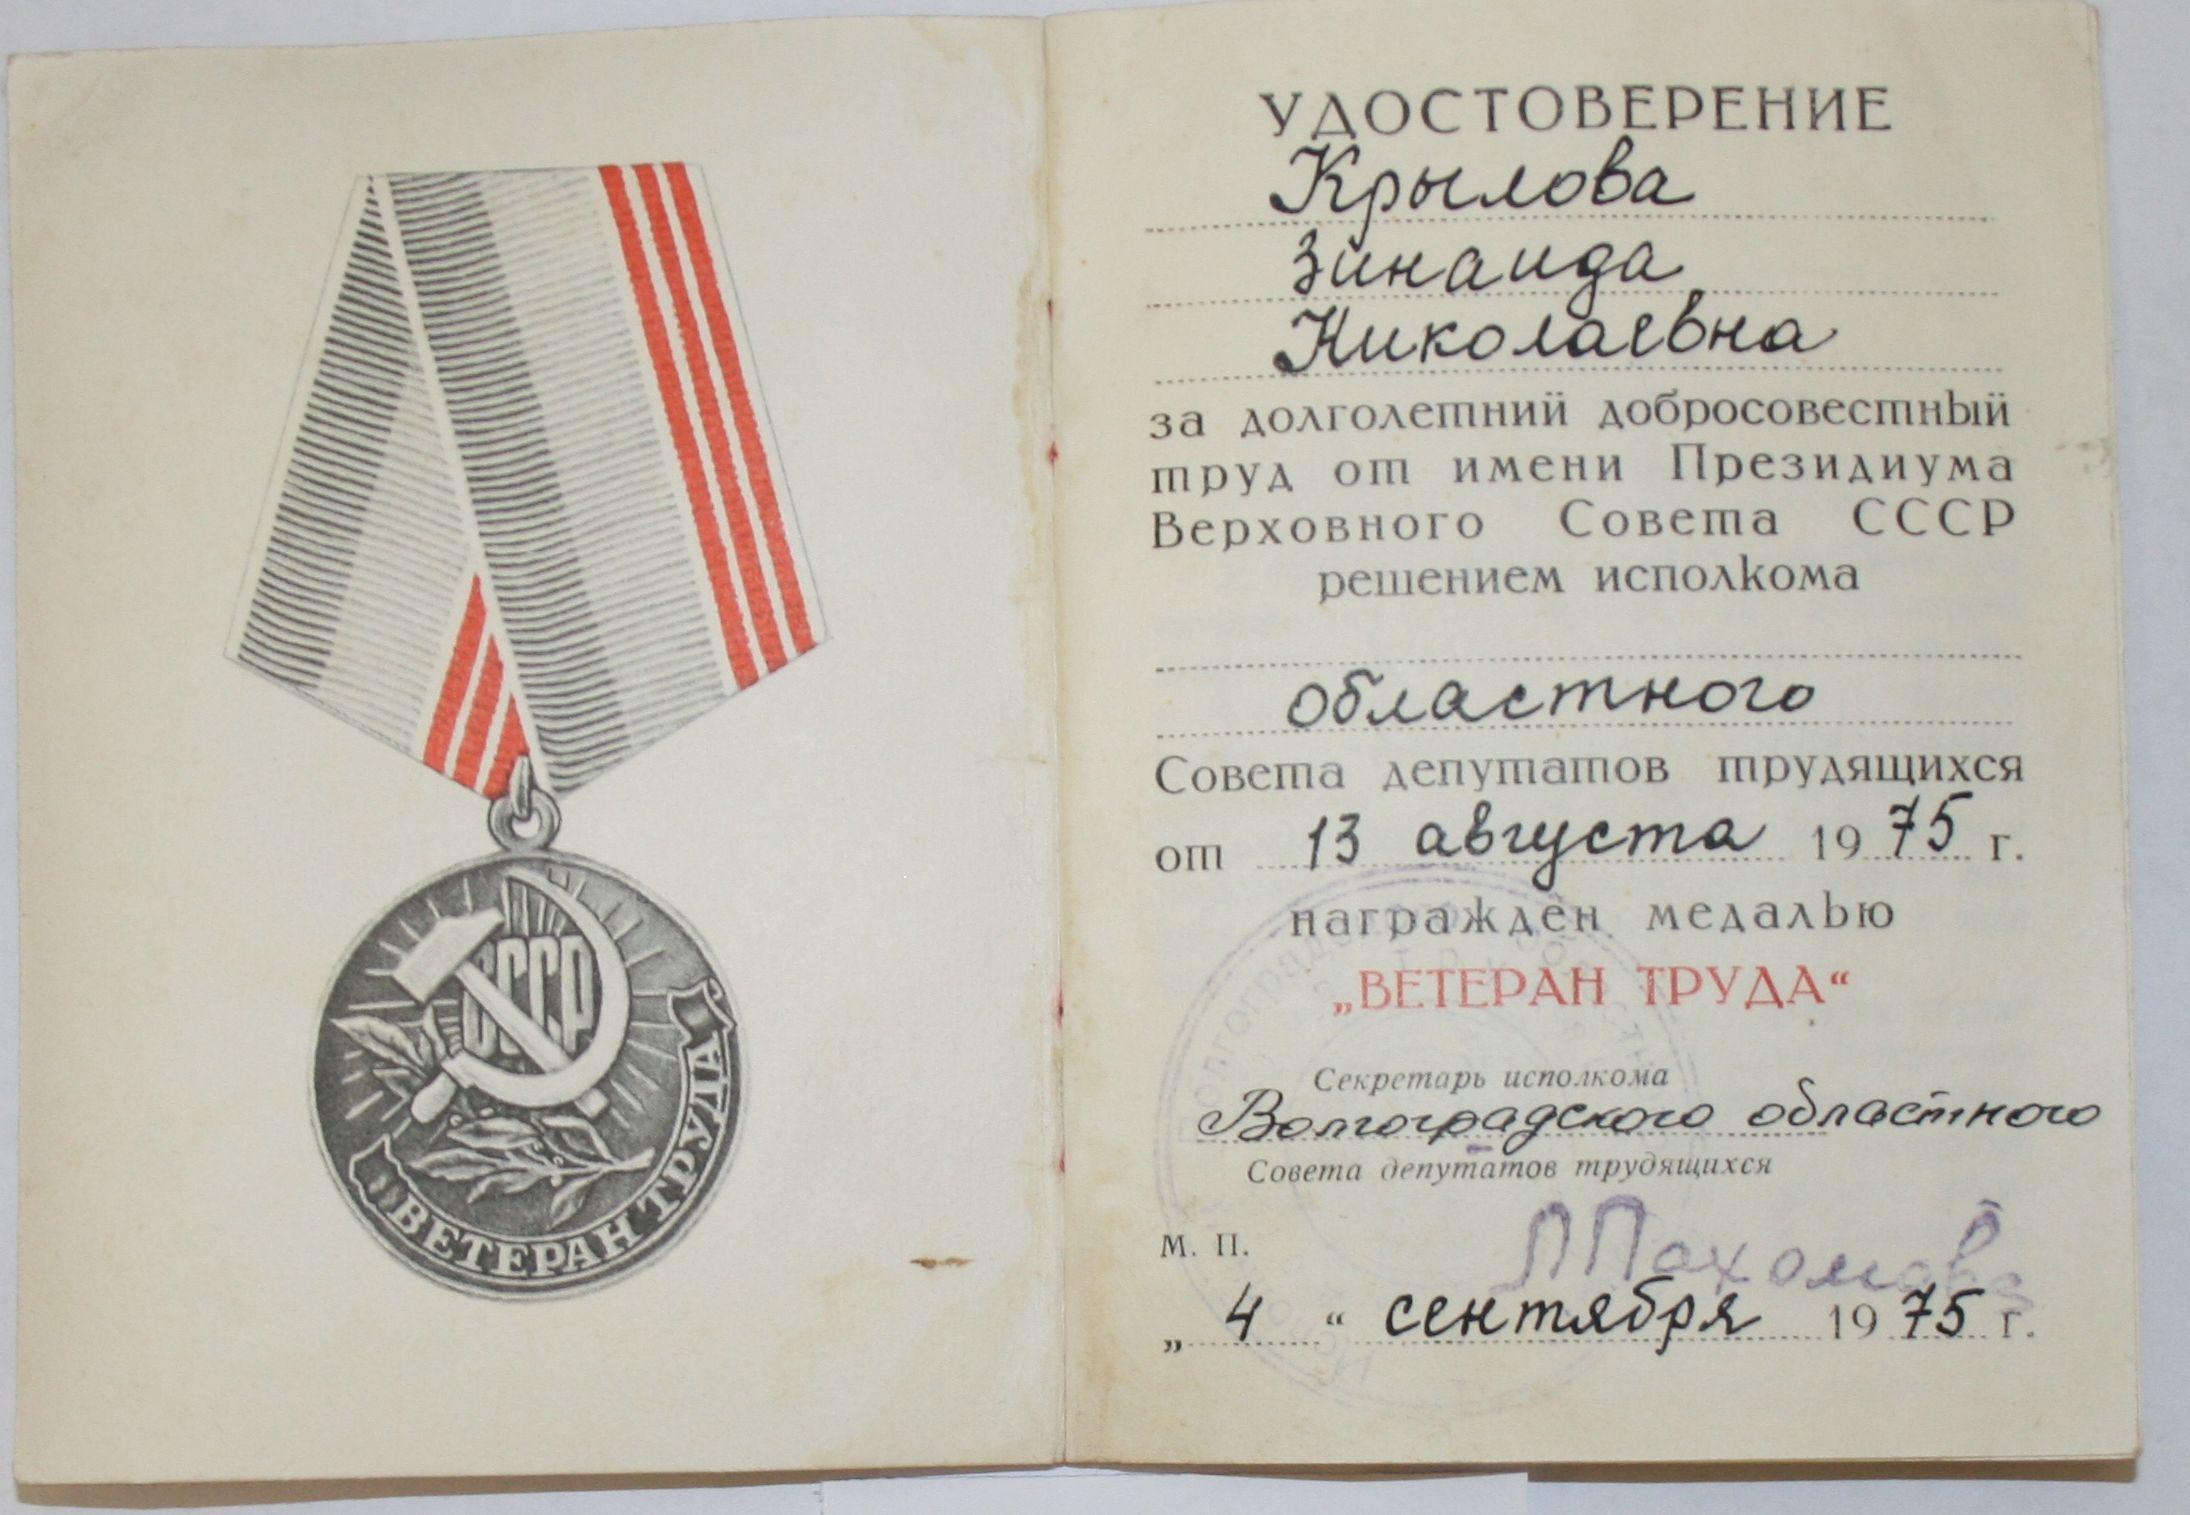 СССР
ВЕТЕРАН ТРУДА
УДОСТОВЕРЕНИЕ
Крылова
Зинаида
Николаевна
за долголетний добросовестный
труд от имени Президиума
Верховного Совета СССР
решением исполкома
областного
Совета депутатов трудящихся
от 13 августа 1975 г.
награжден медалью
„ВЕТЕРАН ТРУДА“
Секретарь исполкома
Волгоградского областного
Совета депутатов трудящихся
М. П.
„4“ сентября 1975 г.